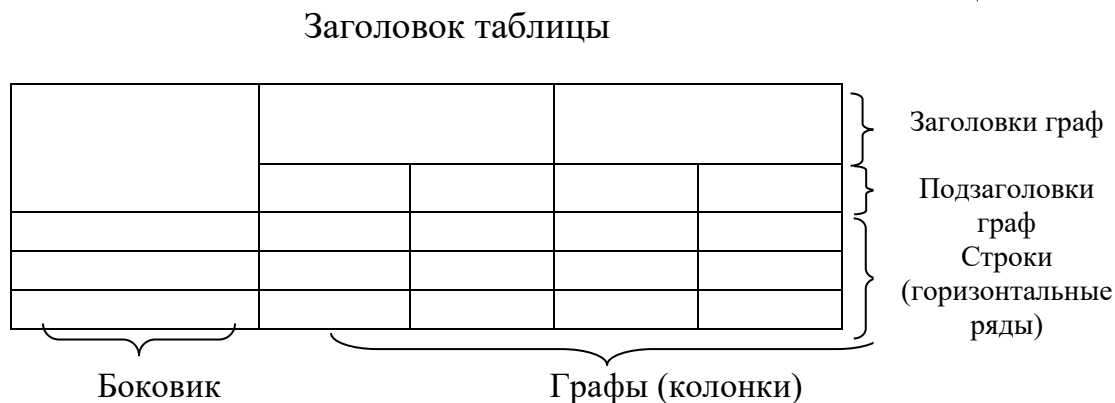 Заголовок таблицы
Заголовки граф
Подзаголовки
граф
Строки
(горизонтальные
ряды)
Боковик
Графы (колонки)